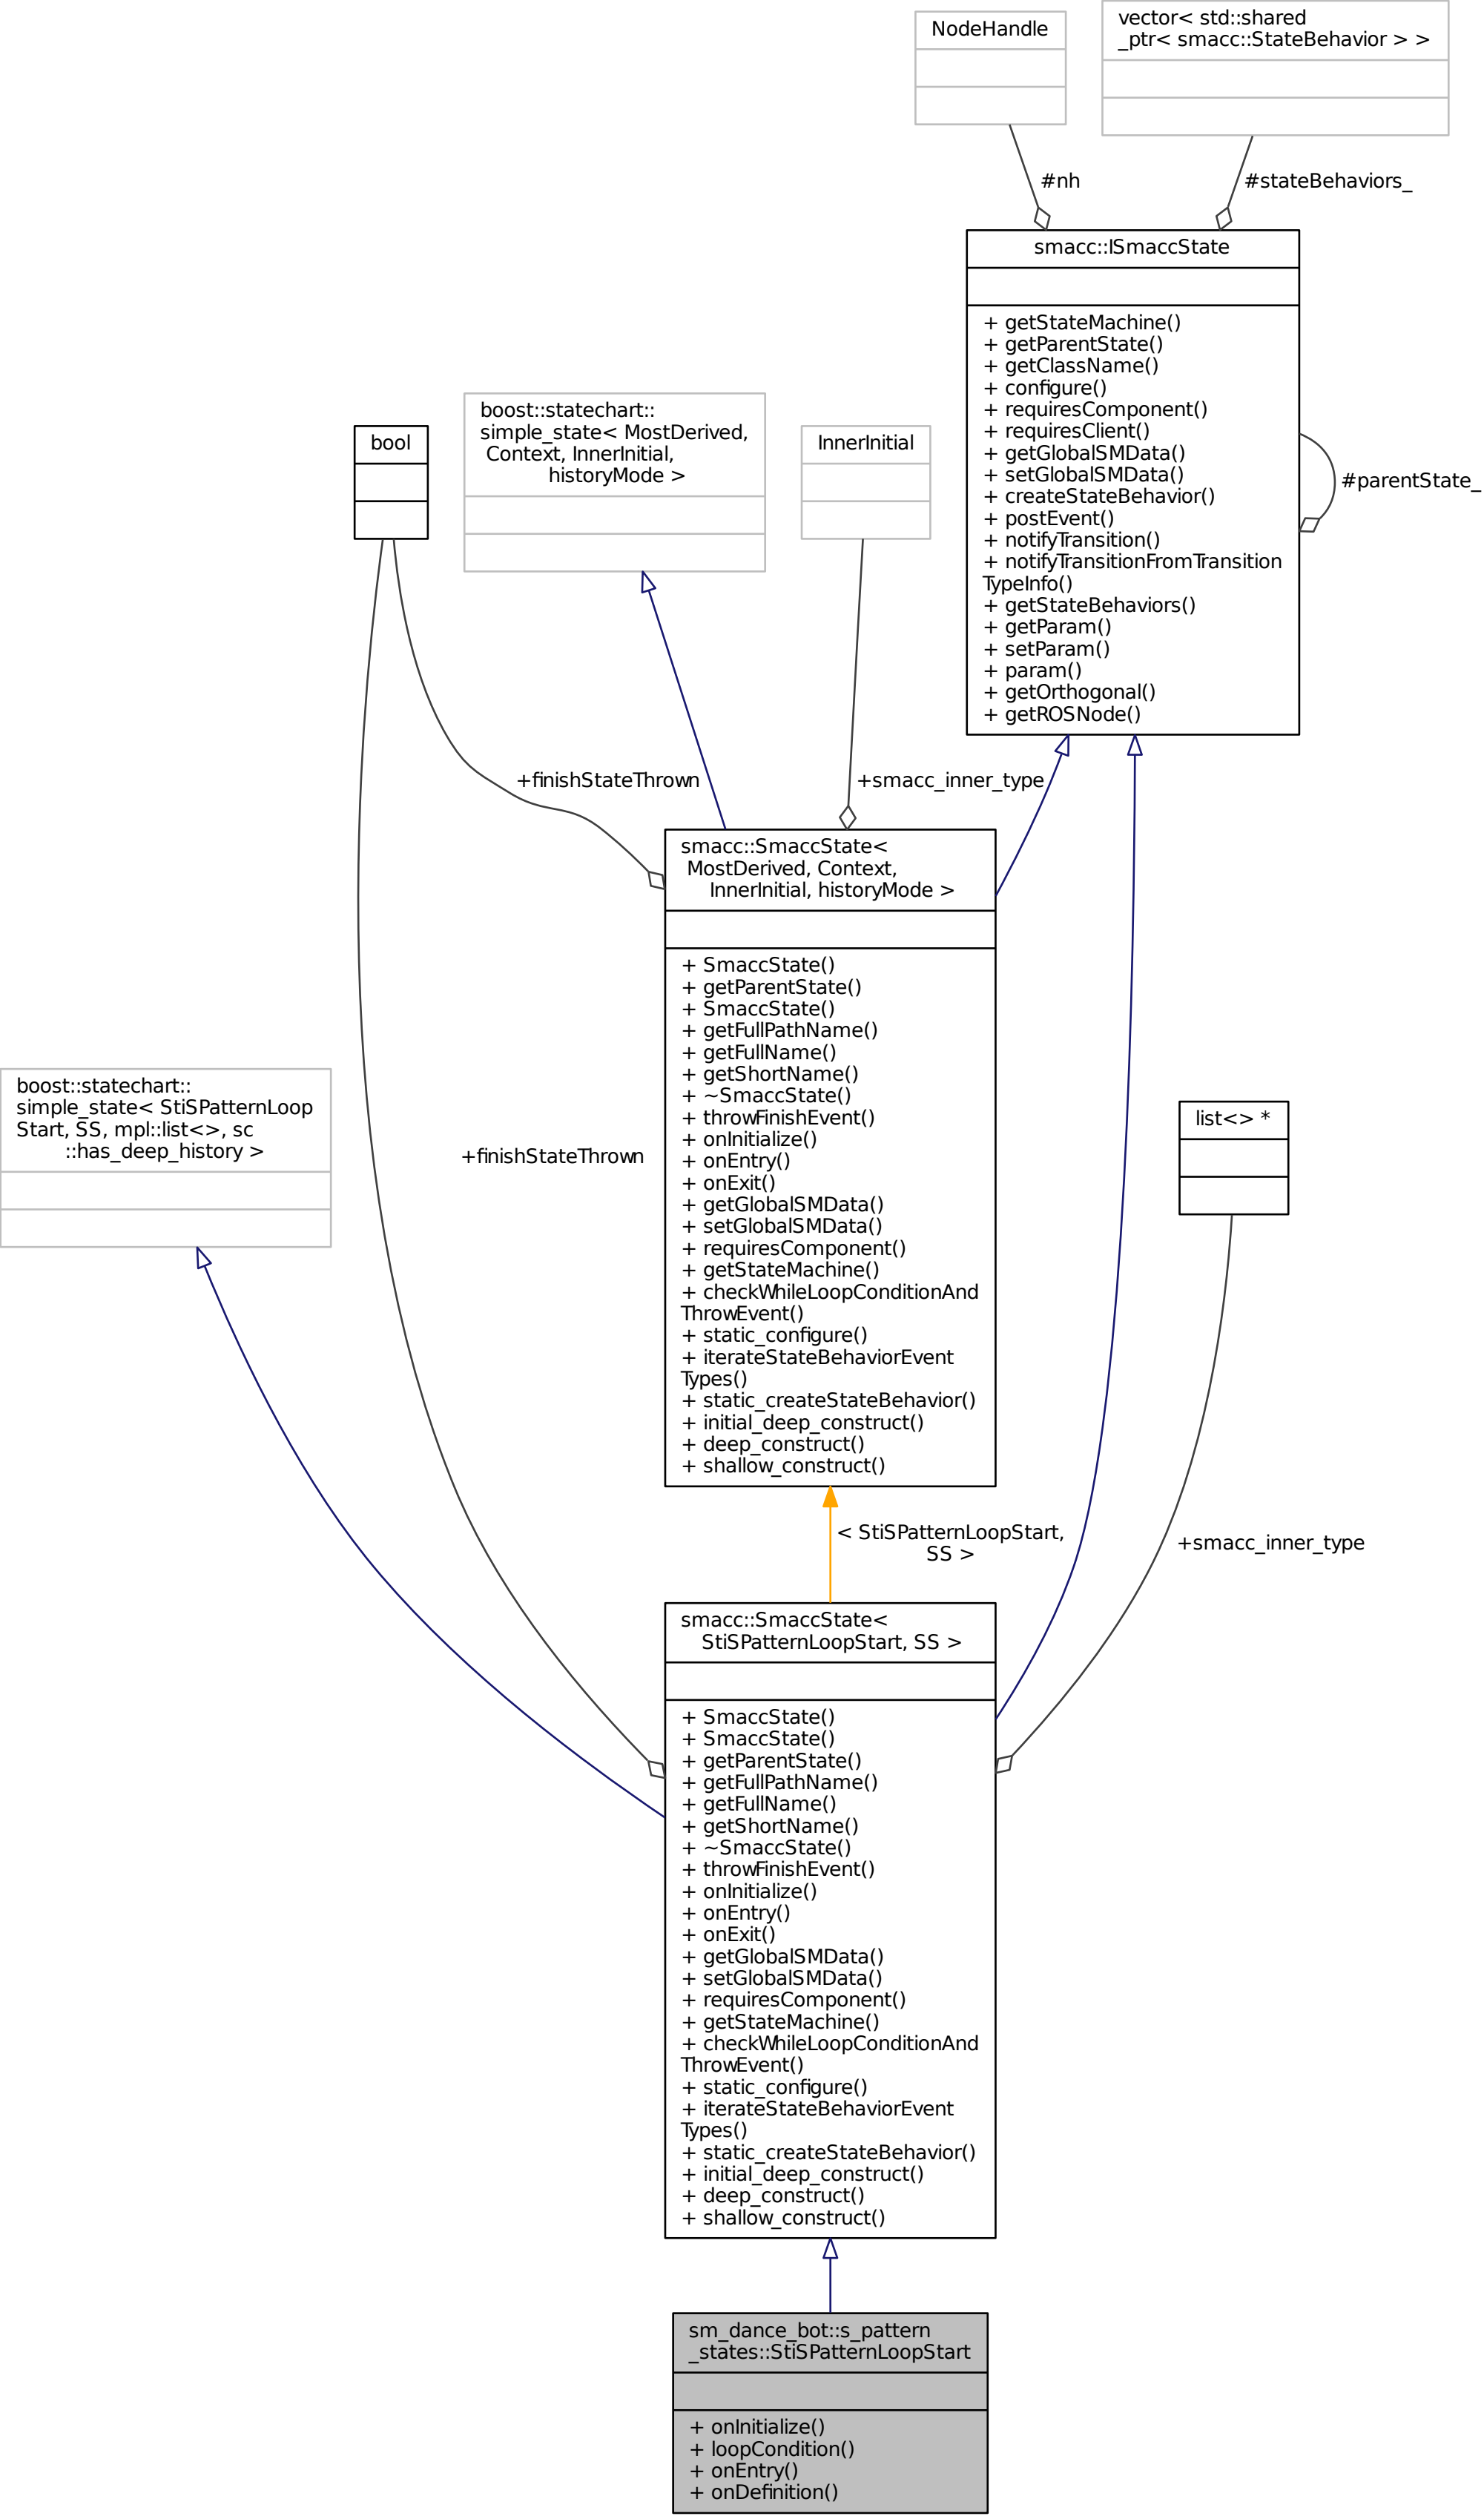 NodeHandle
vector< std::shared
_ptr< smacc::StateBehavior > >
#nh
#stateBehaviors_
smacc::ISmaccState
+ getStateMachine()
+ getParentState()
+ getClassName()
+ configure()
+ requiresComponent()
+ requiresClient()
+ getGlobalSMData()
+ setGlobalSMData()
+ createStateBehavior()
+ postEvent()
+ notifyTransition()
+ notifyTransitionFromTransition
TypeInfo()
+ getStateBehaviors()
+ getParam()
+ setParam()
+ param()
+ getOrthogonal()
+ getROSNode()
#parentState_
bool
boost::statechart::
simple_state< MostDerived,
Context, InnerInitial,
historyMode >
InnerInitial
+finishStateThrown
+smacc_inner_type
smacc::SmaccState<
MostDerived, Context,
InnerInitial, historyMode >
+ SmaccState()
+ getParentState()
+ SmaccState()
+ getFullPathName()
+ getFullName()
+ getShortName()
+ ~SmaccState()
+ throwFinishEvent()
+ onInitialize()
+ onEntry()
+ onExit()
+ getGlobalSMData()
+ setGlobalSMData()
+ requiresComponent()
+ getStateMachine()
+ checkWhileLoopConditionAnd
ThrowEvent()
+ static_configure()
+ iterateStateBehaviorEvent
Types()
+ static_createStateBehavior()
+ initial_deep_construct()
+ deep_construct()
+ shallow_construct()
boost::statechart::
simple_state< StiSPatternLoop
Start, SS, mpl::list<>, sc
::has_deep_history >
+finishStateThrown
list<> *
< StiSPatternLoopStart,
SS >
+smacc_inner_type
smacc::SmaccState<
StiSPatternLoopStart, SS >
+ SmaccState()
+ SmaccState()
+ getParentState()
+ getFullPathName()
+ getFullName()
+ getShortName()
+ ~SmaccState()
+ throwFinishEvent()
+ onInitialize()
+ onEntry()
+ onExit()
+ getGlobalSMData()
+ setGlobalSMData()
+ requiresComponent()
+ getStateMachine()
+ checkWhileLoopConditionAnd
ThrowEvent()
+ static_configure()
+ iterateStateBehaviorEvent
Types()
+ static_createStateBehavior()
+ initial_deep_construct()
+ deep_construct()
+ shallow_construct()
sm_dance_bot::s_pattern
_states::StiSPatternLoopStart
+ onInitialize()
+ loopCondition()
+ onEntry()
+ onDefinition()